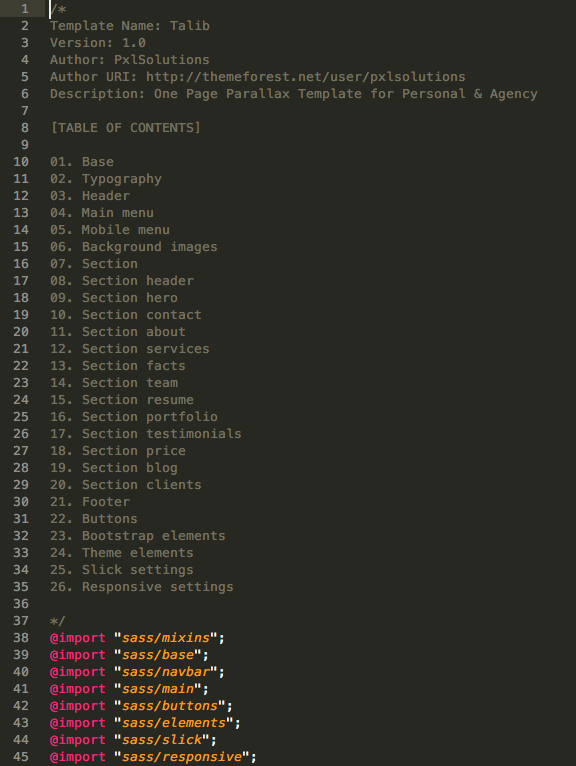 1 /*
2 Template Name: Talib
3 Version: 1.0
4 Author: PxlSolutions
5 Author URI: http://themeforest.net/user/pxlsolutions
6 Description: One Page Parallax Template for Personal & Agency
7
8 [TABLE OF CONTENTS]
9
10 01. Base
11 02. Typography
12 03. Header
13 04. Main menu
14 05. Mobile menu
15 06. Background images
16 07. Section
17 08. Section header
18 09. Section hero
19 10. Section contact
20 11. Section about
21 12. Section services
22 13. Section facts
23 14. Section team
24 15. Section resume
25 16. Section portfolio
26 17. Section testimonials
27 18. Section price
28 19. Section blog
29 20. Section clients
30 21. Footer
31 22. Buttons
32 23. Bootstrap elements
33 24. Theme elements
34 25. Slick settings
35 26. Responsive settings
36
37 */
38 @import "sass/mixins";
39 @import "sass/base";
40 @import "sass/navbar";
41 @import "sass/main";
42 @import "sass/buttons";
43 @import "sass/elements";
44 @import "sass/slick";
45 @import "sass/responsive";